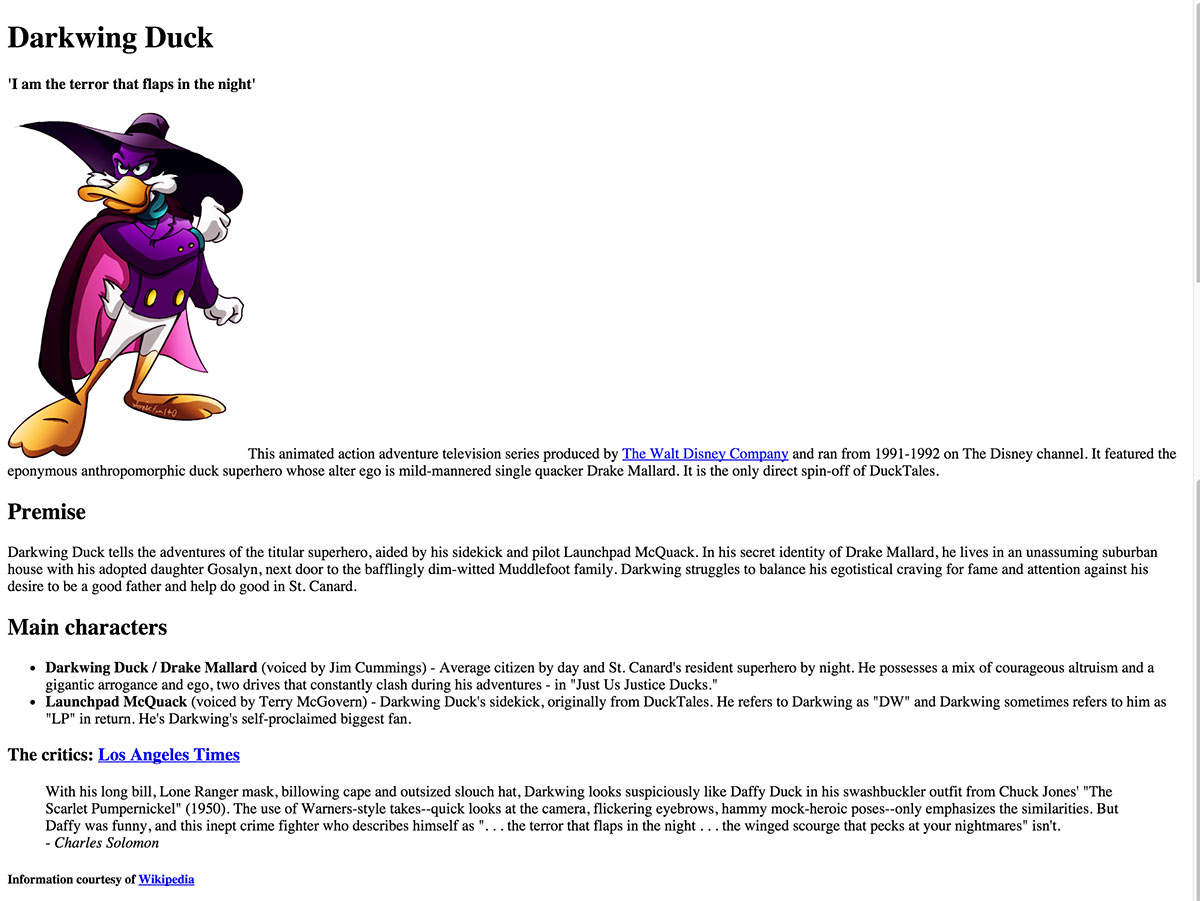 Darkwing Duck
'I am the terror that flaps in the night'
This animated action adventure television series produced by The Walt Disney Company and ran from 1991-1992 on The Disney channel. It featured the
eponymous anthropomorphic duck superhero whose alter ego is mild-mannered single quacker Drake Mallard. It is the only direct spin-off of DuckTales.
Premise
Darkwing Duck tells the adventures of the titular superhero, aided by his sidekick and pilot Launchpad McQuack. In his secret identity of Drake Mallard, he lives in an unassuming suburban
house with his adopted daughter Gosalyn, next door to the bafflingly dim-witted Muddlefoot family. Darkwing struggles to balance his egotistical craving for fame and attention against his
desire to be a good father and help do good in St. Canard.
Main characters
• Darkwing Duck / Drake Mallard (voiced by Jim Cummings) - Average citizen by day and St. Canard's resident superhero by night. He possesses a mix of courageous altruism and a
gigantic arrogance and ego, two drives that constantly clash during his adventures - in "Just Us Justice Ducks."
• Launchpad McQuack (voiced by Terry McGovern) - Darkwing Duck's sidekick, originally from DuckTales. He refers to Darkwing as "DW" and Darkwing sometimes refers to him as
"LP" in return. He's Darkwing's self-proclaimed biggest fan.
The critics: Los Angeles Times
With his long bill, Lone Ranger mask, billowing cape and outsized slouch hat, Darkwing looks suspiciously like Daffy Duck in his swashbuckler outfit from Chuck Jones' "The
Scarlet Pumpernickel" (1950). The use of Warners-style takes--quick looks at the camera, flickering eyebrows, hammy mock-heroic poses--only emphasizes the similarities. But
Daffy was funny, and this inept crime fighter who describes himself as ". . . the terror that flaps in the night . . . the winged scourge that pecks at your nightmares" isn't.
- Charles Solomon
Information courtesy of Wikipedia